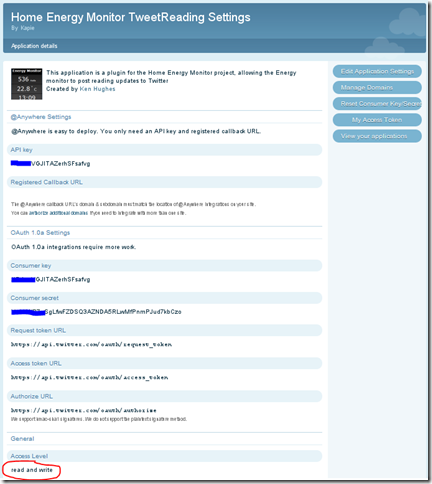 Home Energy Monitor TweetReading Settings
By Kapie
Application details
Energy Monitor
536
22.8
13:09
This application is a plugin for the Home Energy Monitor project, allowing the Energy
monitor to post reading updates to Twitter
Created by Ken Hughes
Edit Application Settings
Manage Domains
Reset Consumer Key/Secret
My Access Token
View your applications
@Anywhere Settings
@Anywhere is easy to deploy. You only need an API key and registered callback URL.
API key
VGJITAZerhSFsafvg
Registered Callback URL
The @Anywhere callback URL's domain & subdomain must match the location of @Anywhere integrations on your site.
You can authorize additional domains if you need to integrate with more than one site.
OAuth 1.0a Settings
OAuth 1.0a integrations require more work.
Consumer key
GJITAZerhSFsafvg
Consumer secret
SgLfwFZDSQ3AZNDA5RLwMfPnmPJud7kbCzo
Request token URL
https://api.twitter.com/oauth/request_token
Access token URL
https://api.twitter.com/oauth/access_token
Authorize URL
https://api.twitter.com/oauth/authorize
We support hmac-sha1 signatures. We do not support the plaintext signature method.
General
Access Level
read and write